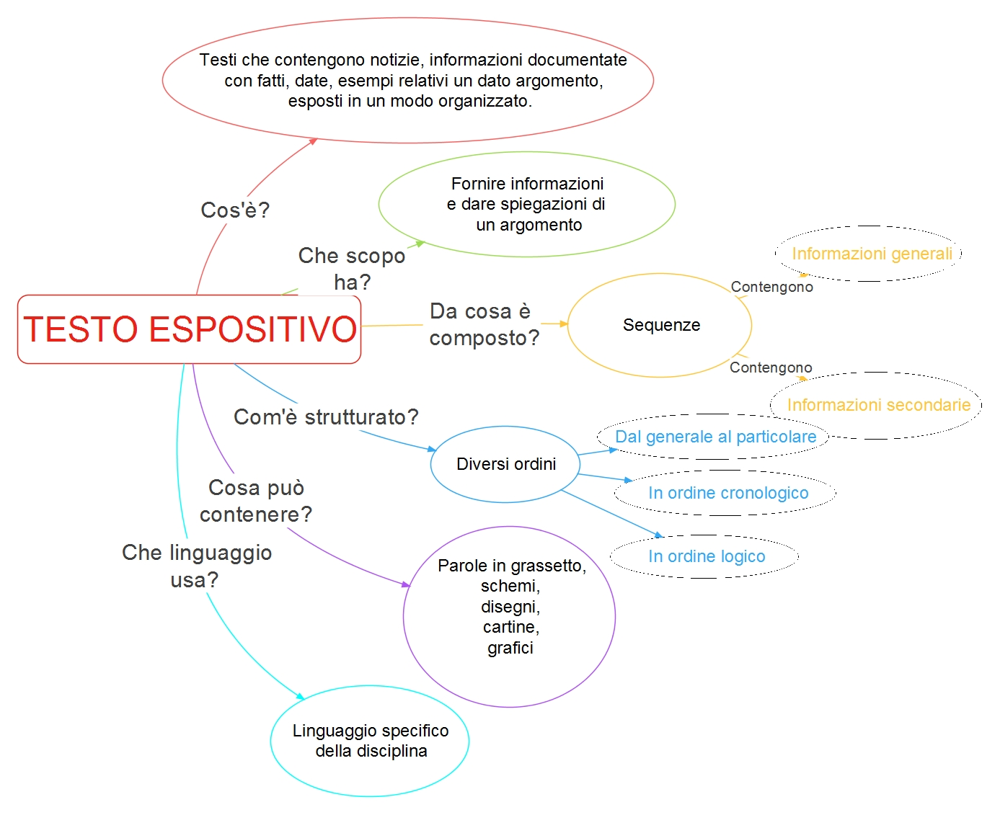 Testi che contengono notizie, informazioni documentate
con fatti, date, esempi relativi un dato argomento,
esposti in un modo organizzato.
Cos'è?
Fornire informazioni
e dare spiegazioni di
un argomento
Che scopo
ha?
Informazioni generali
Contengono
TESTO ESPOSITIVO
Da cosa è
composto?
Sequenze
Contengono
Informazioni secondarie
Com'è strutturato?
Diversi ordini
Dal generale al particolare
In ordine cronologico
In ordine logico
Cosa può
contenere?
Parole in grassetto,
schemi,
disegni,
cartine,
grafici
Che linguaggio
usa?
Linguaggio specifico
della disciplina